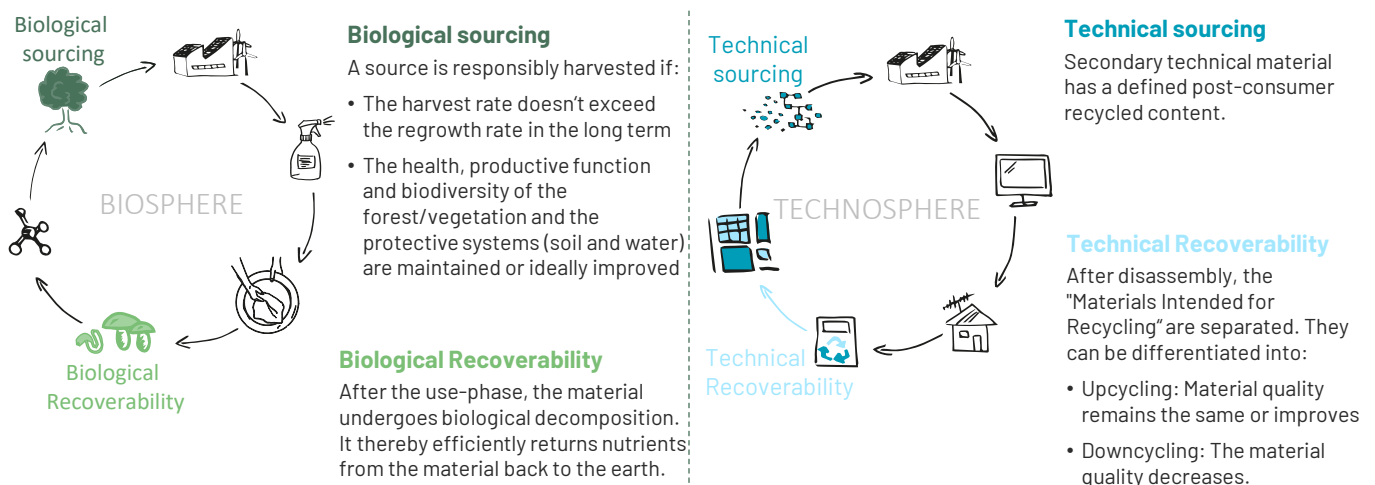 Biological
sourcing
BIOSPHERE
Biological
Recoverability
Biological sourcing
A source is responsibly harvested if:
• The harvest rate doesn't exceed
the regrowth rate in the long term
• The health, productive function
and biodiversity of the
forest/vegetation and the
protective systems (soil and water)
are maintained or ideally improved
Biological Recoverability
After the use-phase, the material
undergoes biological decomposition.
It thereby efficiently returns nutrients
from the material back to the earth.
Technical
sourcing
TECHNOSPHERE
Technical
Recoverability
Technical sourcing
Secondary technical material
has a defined post-consumer
recycled content.
Technical Recoverability
After disassembly, the
"Materials Intended for
Recycling“ are separated. They
can be differentiated into:
• Upcycling: Material quality
remains the same or improves
• Downcycling: The material
quality decreases.